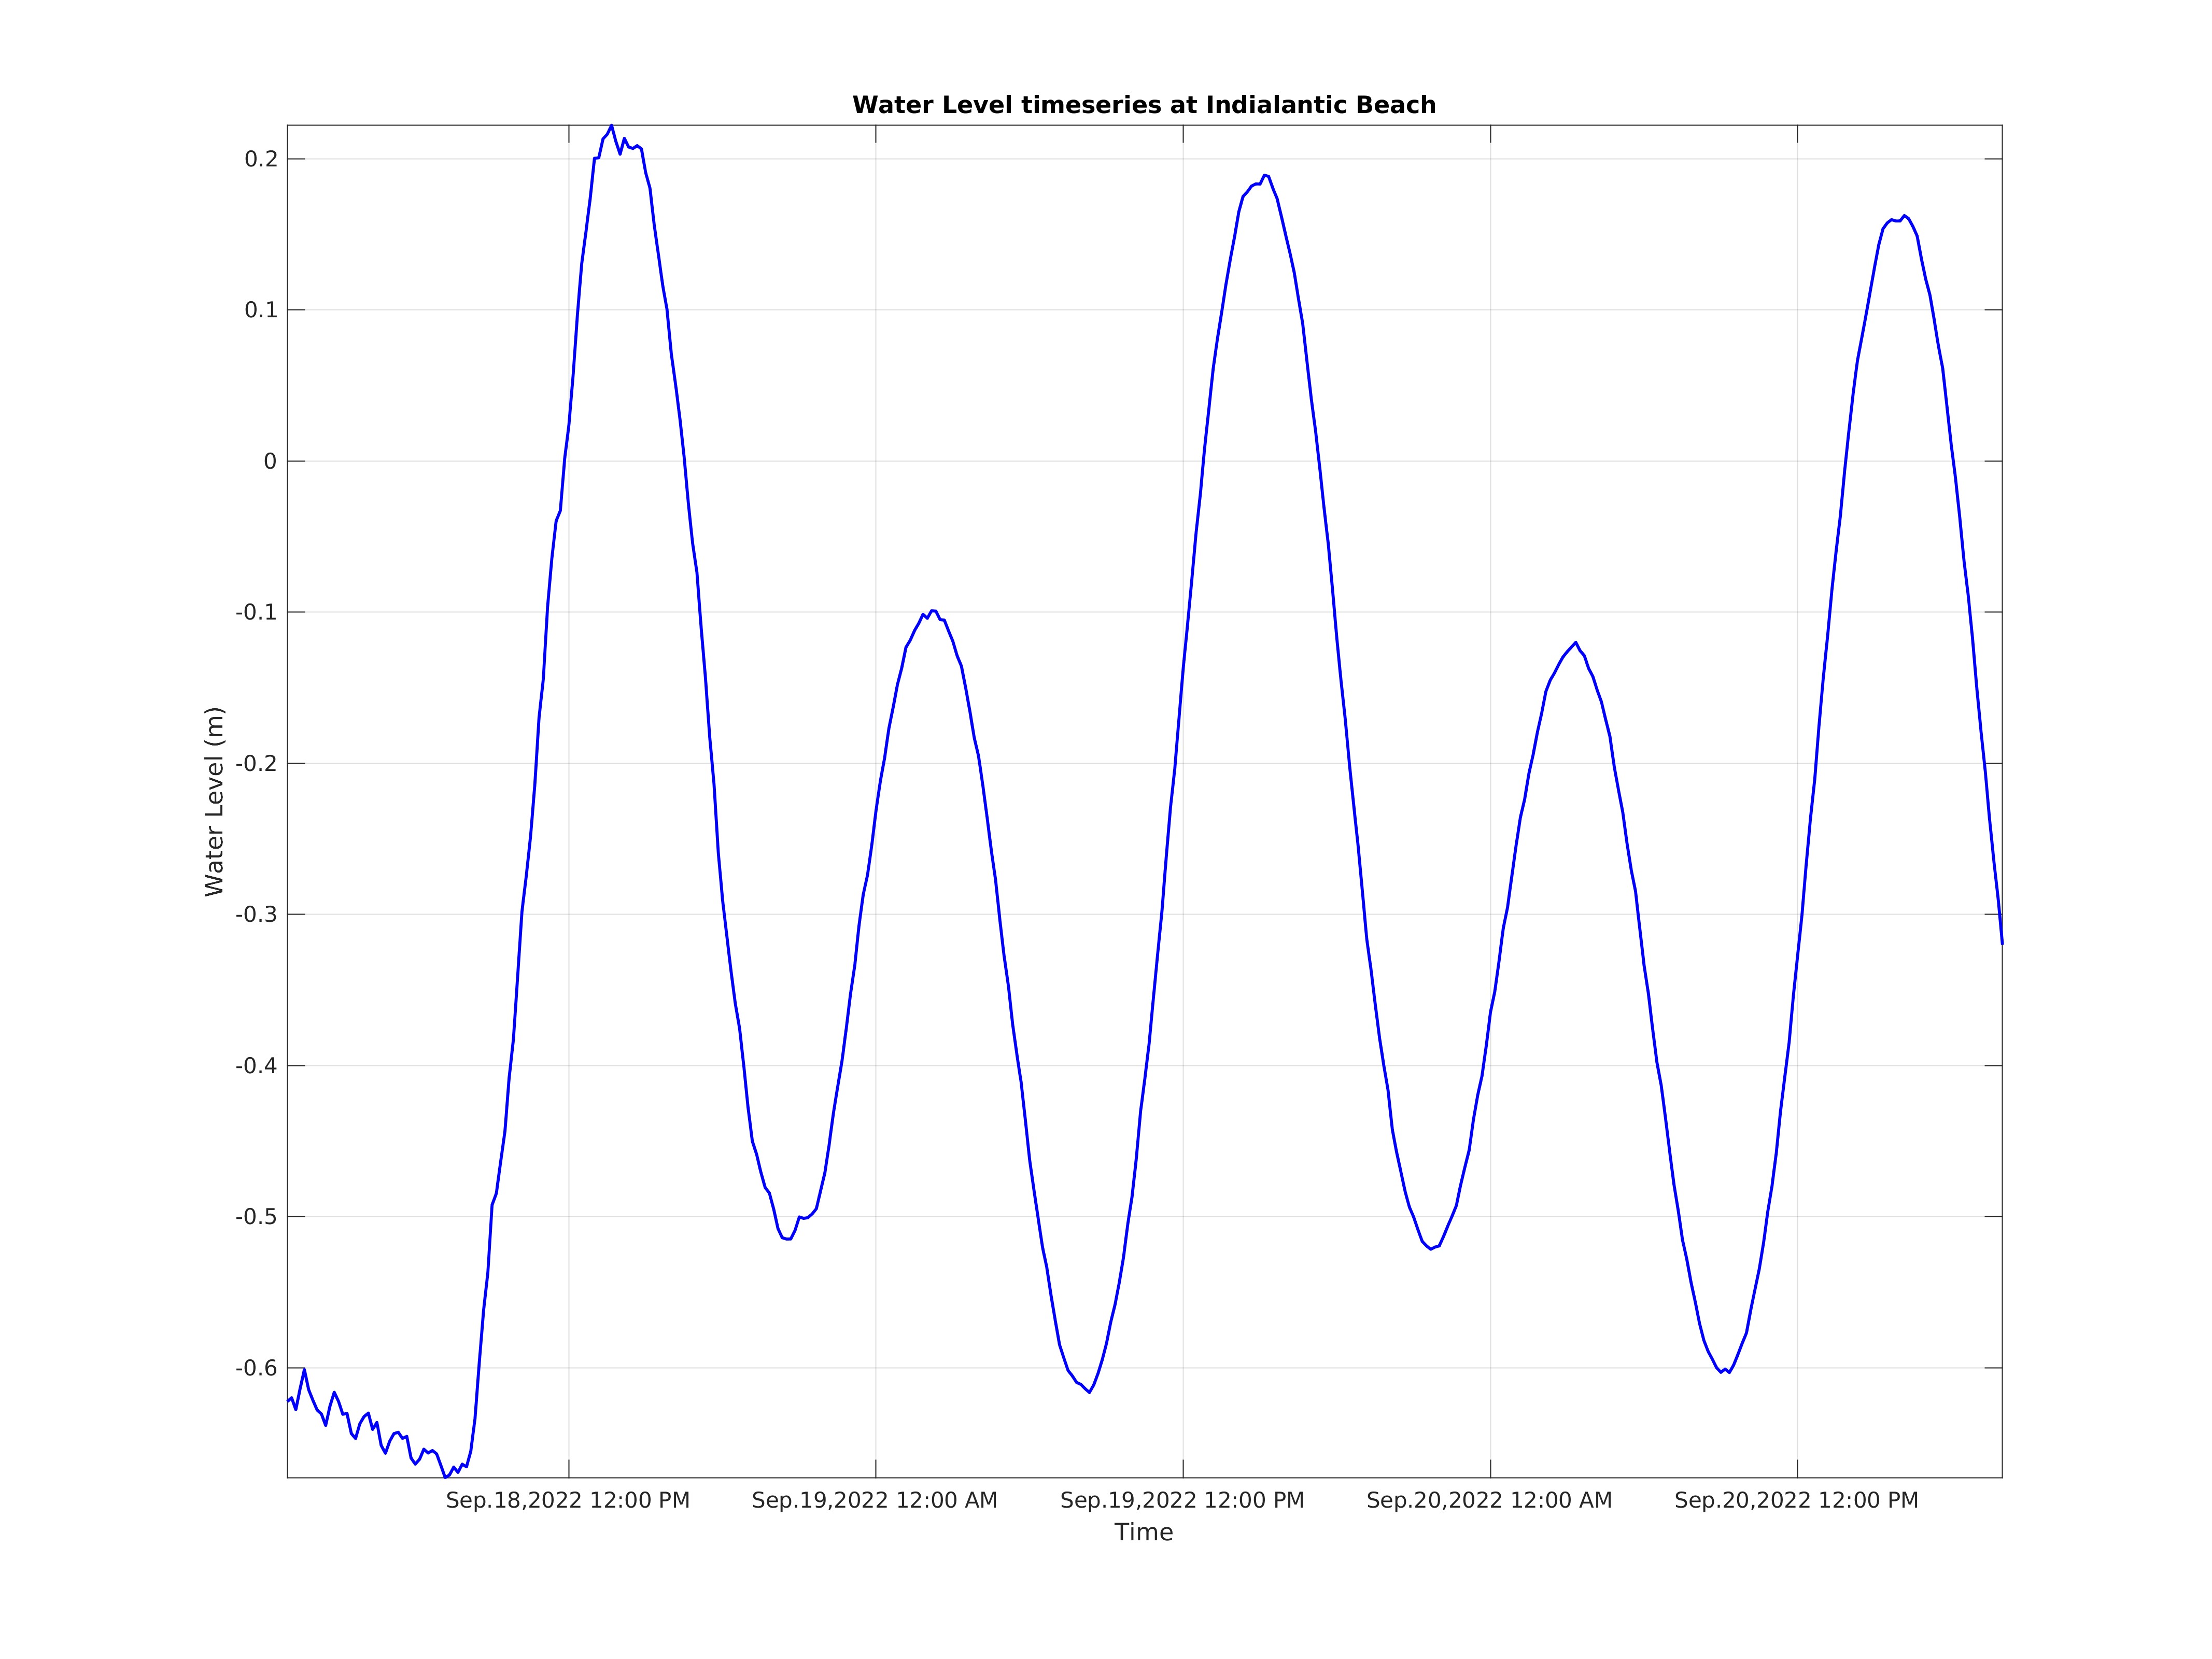 Water Level timeseries at Indialantic Beach
0.2
0.1
0
-0.1
-0.2
-0.3
-0.4
-0.5
-0.6
Water Level (m)
Sep.18,2022 12:00 PM
Sep.19,2022 12:00 AM
Sep.19,2022 12:00 PM
Sep.20,2022 12:00 AM
Sep.20,2022 12:00 PM
Time